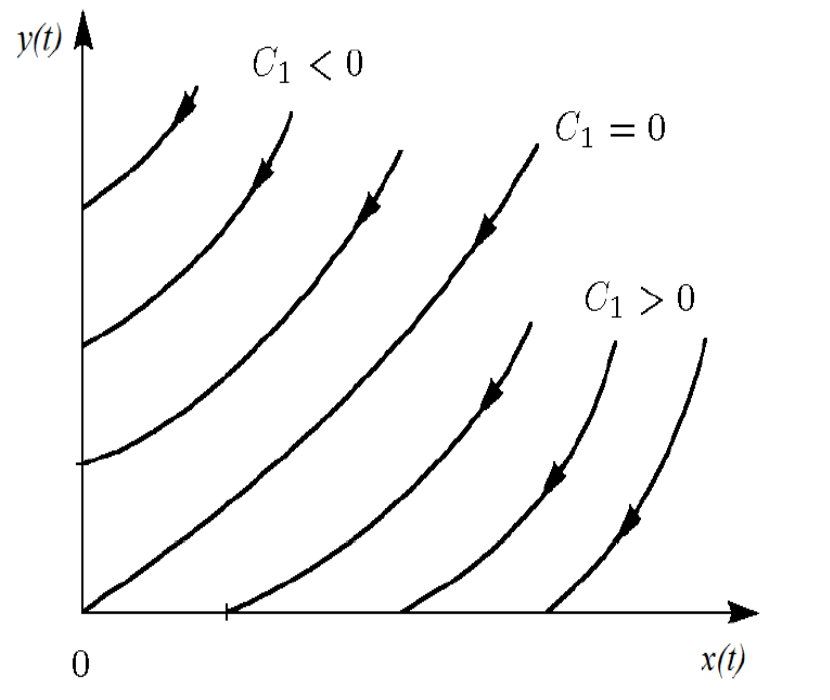 y(t)
C₁ < 0
C₁ = 0
C₁ > 0
0
x(t)